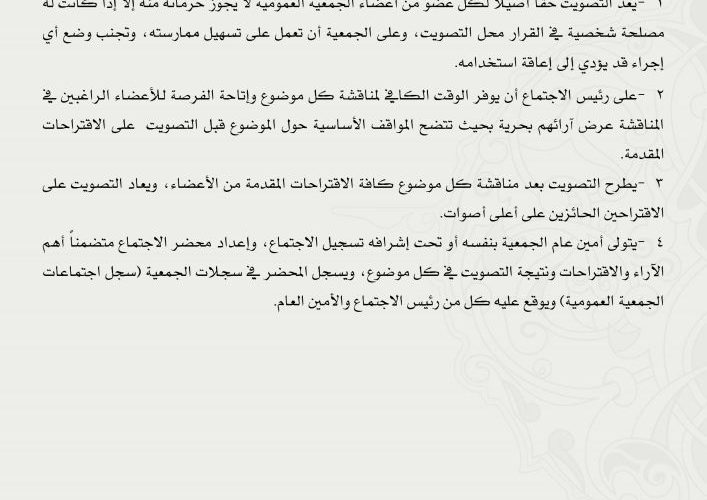 ١ -يعد التصويت حقاً أصيلاً لكل عضو من أعضاء الجمعية العمومية لا يجوز حرمانه منه إلا إذا كانت له
مصلحة شخصية في القرار محل التصويت، وعلى الجمعية أن تعمل على تسهيل ممارسته، وتجنب وضع أي
إجراء قد يؤدي إلى إعاقة استخدامه.
٢ -على رئيس الاجتماع أن يوفر الوقت الكافي لمناقشة كل موضوع وإتاحة الفرصة للأعضاء الراغبين في
المناقشة عرض آرائهم بحرية بحيث تتضح المواقف الأساسية حول الموضوع قبل التصويت على الاقتراحات
المقدمة.
٣ -يطرح التصويت بعد مناقشة كل موضوع كافة الاقتراحات المقدمة من الأعضاء، ويعاد التصويت على
الاقتراحين الحائزين على أعلى أصوات.
٤ -يتولى أمين عام الجمعية بنفسه أو تحت إشرافه تسجيل الاجتماع، وإعداد محضر الاجتماع متضمناً أهم
الآراء والاقتراحات ونتيجة التصويت في كل موضوع، ويسجل المحضر في سجلات الجمعية (سجل اجتماعات
الجمعية العمومية) ويوقع عليه كل من رئيس الاجتماع والأمين العام.